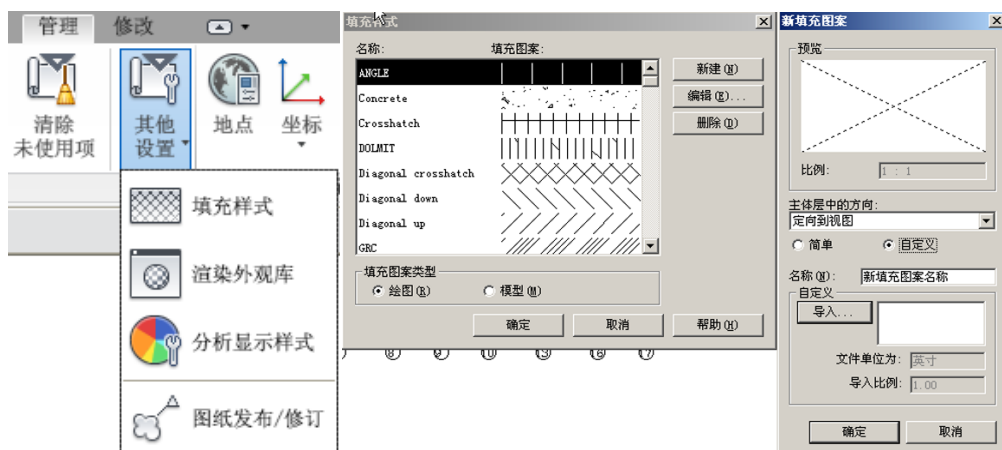 管理 修改
清除
未使用项
其他
设置
地点
坐标
填充样式
渲染外观库
分析显示样式
图纸发布/修订
填充样式
名称: 填充图案:
ANGLE
Concrete
Crosshatch
DOLMIT
Diagonal crosshatch
Diagonal down
Diagonal up
GRC
新建(N)
编辑(E)...
删除(D)
填充图案类型
绘图(R) 模型(M)
确定 取消 帮助(H)
新填充图案
预览
比例: 1 : 1
主体层中的方向:
定向到视图
简单 自定义
名称(N): 新填充图案名称
自定义
导入...
文件单位为: 英寸
导入比例: 1.00
确定 取消